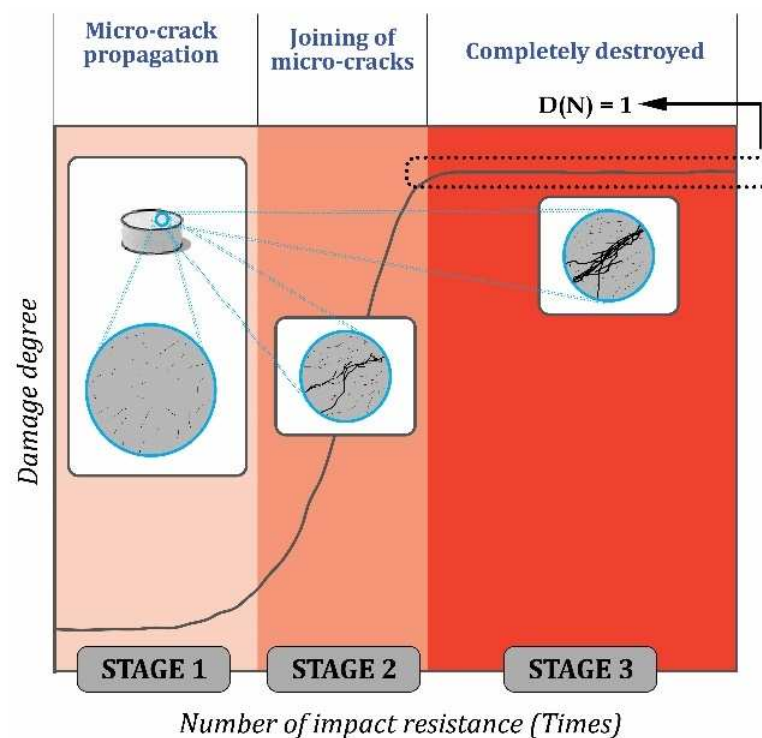 Micro-crack
propagation
Joining of
micro-cracks
Completely destroyed
D(N) = 1
Damage degree
STAGE 1
STAGE 2
STAGE 3
Number of impact resistance (Times)